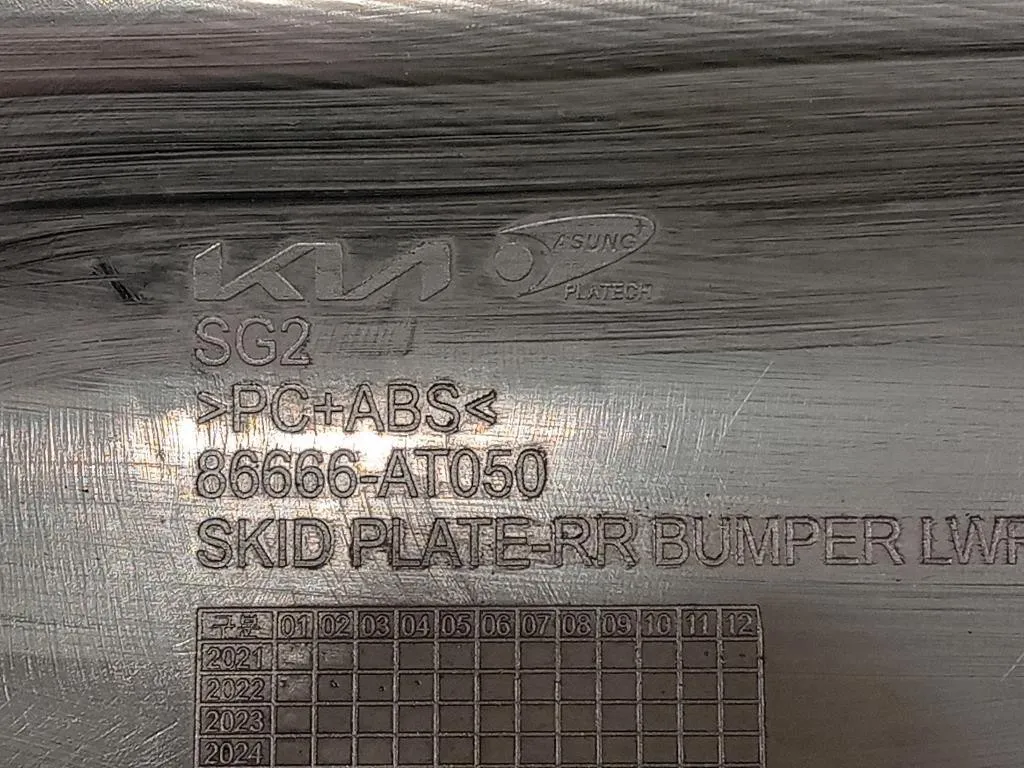 KIA ASUNG PLATECH
SG2
>PC+ABS<
86666-AT050
SKID PLATE-RR BUMPER LWR
구분 01 02 03 04 05 06 07 08 09 10 11 12
2021
2022
2023
2024